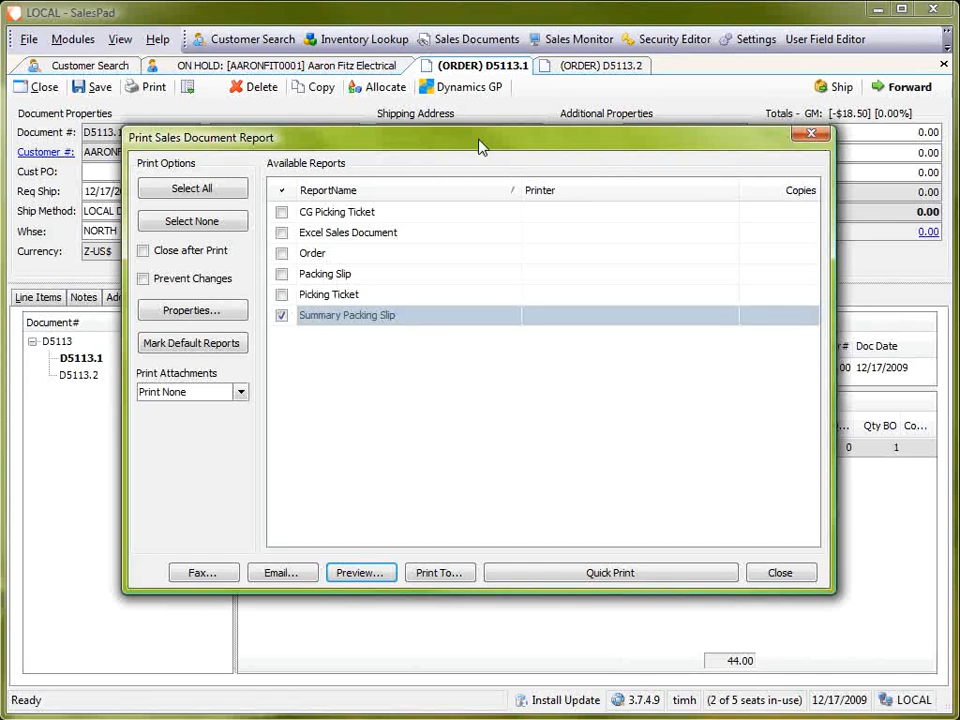 LOCAL - SalesPad
File Modules View Help Customer Search Inventory Lookup Sales Documents Sales Monitor Security Editor Settings User Field Editor
Customer Search ON HOLD: [AARONFIT0001] Aaron Fitz Electrical (ORDER) D5113.1 (ORDER) D5113.2
Close Save Print Delete Copy Allocate Dynamics GP Ship Forward
Document Properties Shipping Address Additional Properties Totals - GM: [-$18.50] [0.00%]
Document #: D5113.1 0.00
Customer #: AARONF 0.00
Cust PO: 0.00
Req Ship: 12/17/20 0.00
Ship Method: LOCAL D 0.00
Whse: NORTH 0.00
Currency: Z-US$
Line Items Notes Ad
Document#
D5113
D5113.1
D5113.2
Print Sales Document Report
Print Options
Select All
Select None
Close after Print
Prevent Changes
Properties...
Mark Default Reports
Print Attachments
Print None
Available Reports
ReportName Printer Copies
CG Picking Ticket
Excel Sales Document
Order
Packing Slip
Picking Ticket
Summary Packing Slip
Fax... Email... Preview... Print To... Quick Print Close
r# Doc Date
00 12/17/2009
... Qty BO Co...
0 1
44.00
Ready Install Update 3.7.4.9 timh (2 of 5 seats in-use) 12/17/2009 LOCAL